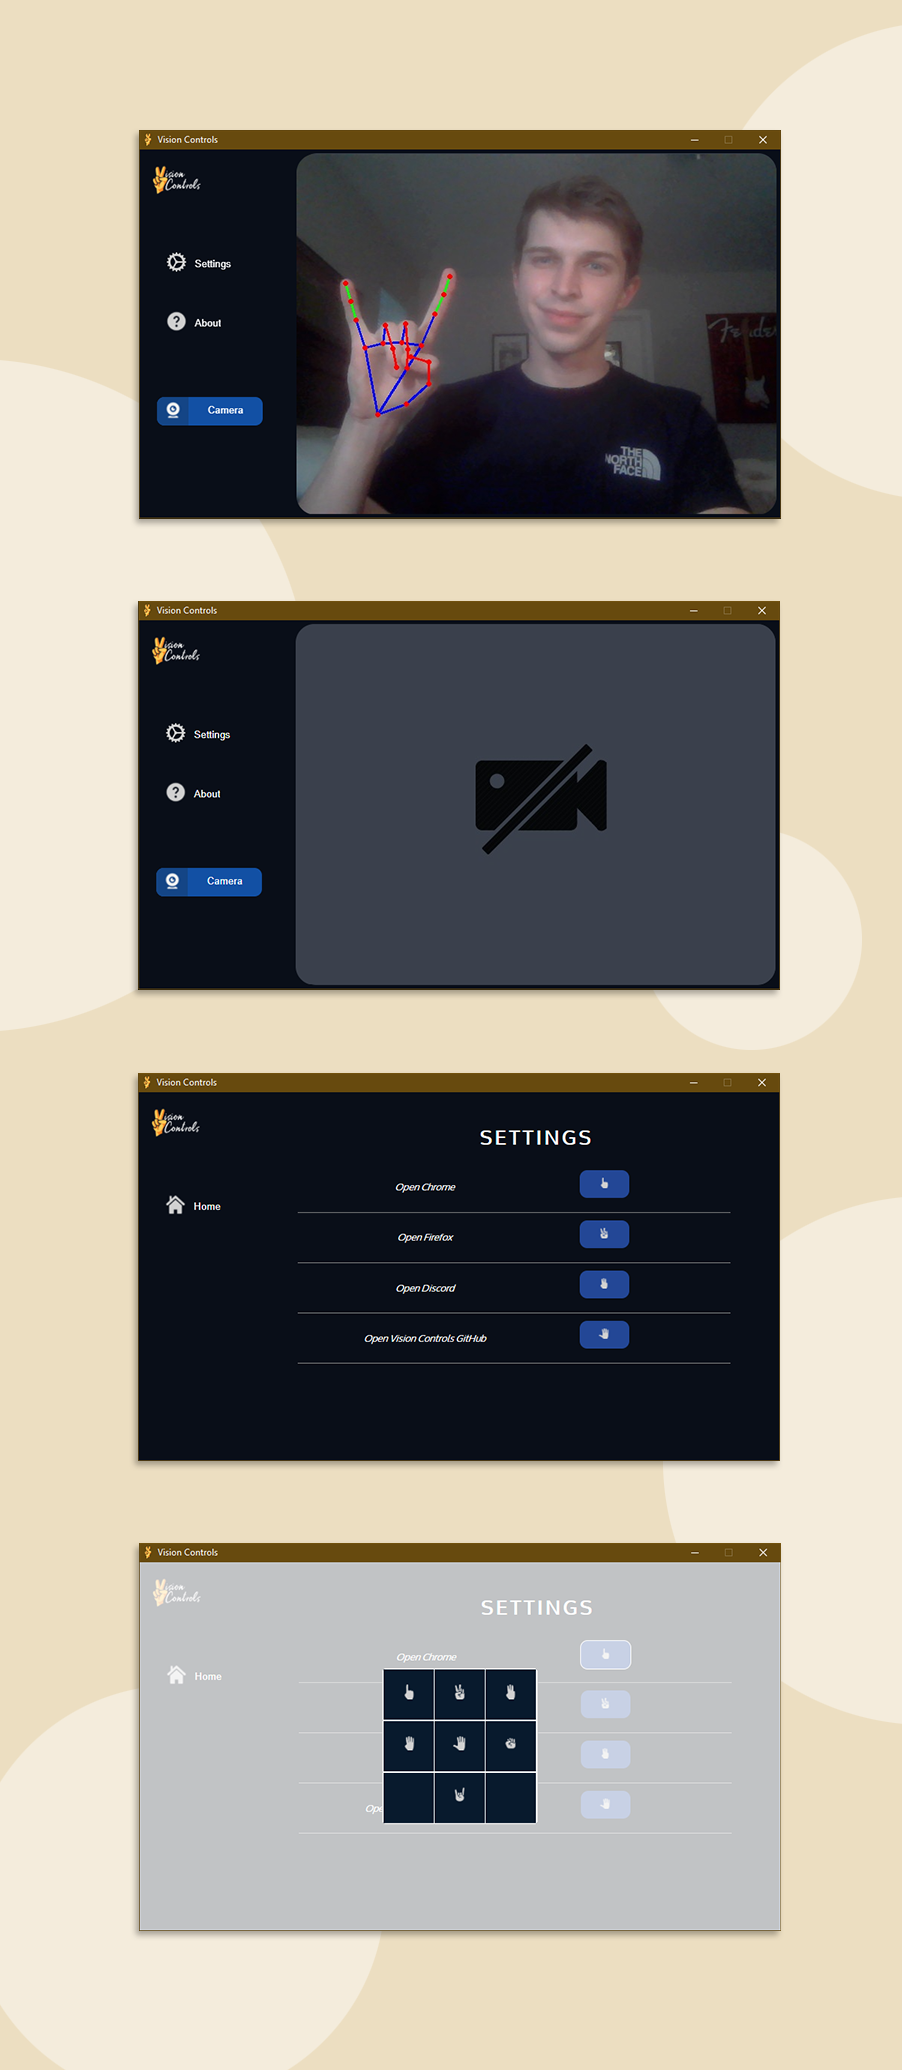 Vision Controls
Vision
Controls
Settings
About
Camera
Fender
THE
NORTH
FACE
Vision Controls
Vision
Controls
Settings
About
Camera
Vision Controls
Vision
Controls
SETTINGS
Home
Open Chrome
Open Firefox
Open Discord
Open Vision Controls GitHub
Vision Controls
Vision
Controls
SETTINGS
Home
Open Chrome
Ope